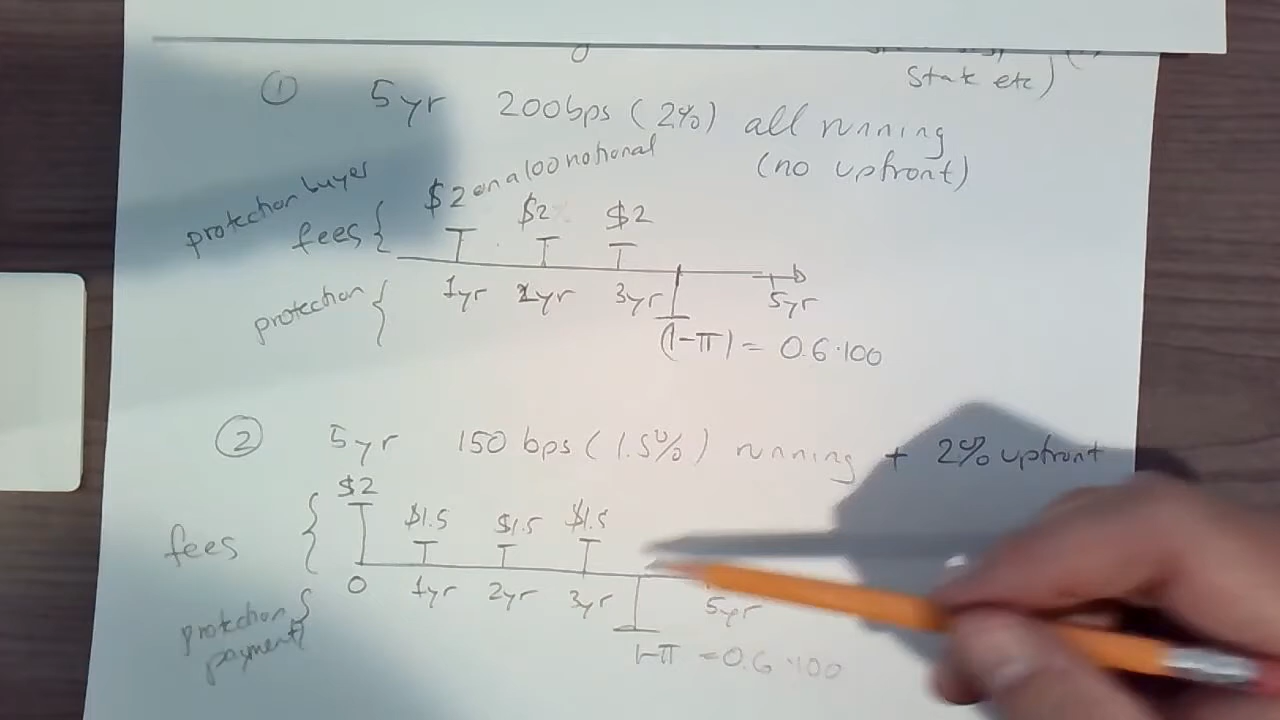 State etc)
① 5yr 200bps (2%) all running
(no upfront)
protection buyer
$2 on a 100 notional
fees { $2 $2
1yr 2yr 3yr 5yr
protection {
(1-π) = 0.6·100
② 5yr 150 bps (1.5%) running + 2% upfront
$2
fees { $1.5 $1.5 $1.5
0 1yr 2yr 3yr 5yr
protection }
payment
1-π = 0.6·100